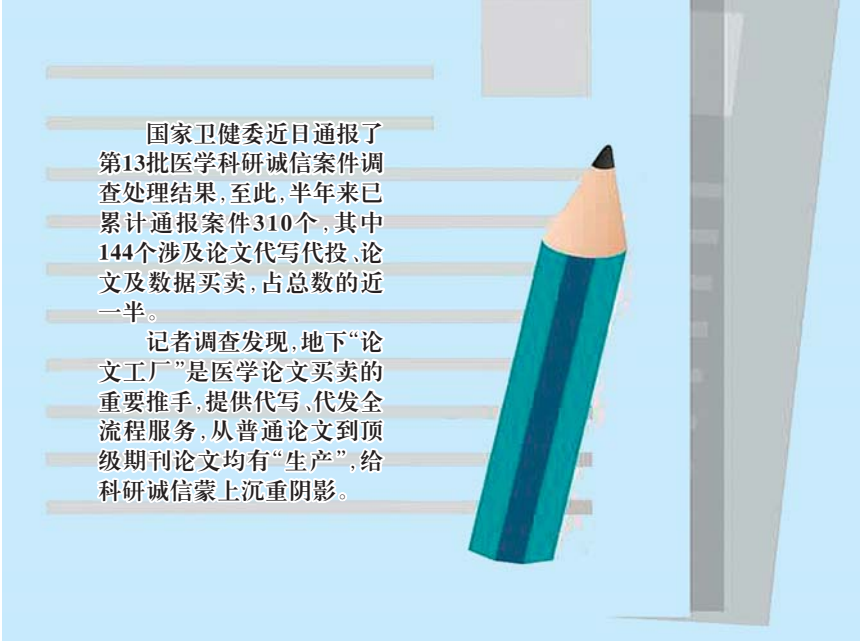 国家卫健委近日通报了
第13批医学科研诚信案件调
查处理结果,至此,半年来已
累计通报案件310个,其中
144个涉及论文代写代投、论
文及数据买卖,占总数的近
一半。
记者调查发现,地下“论
文工厂”是医学论文买卖的
重要推手,提供代写、代发全
流程服务,从普通论文到顶
级期刊论文均有“生产”,给
科研诚信蒙上沉重阴影。